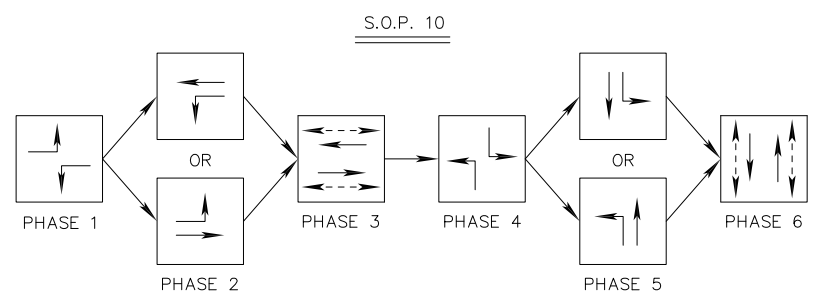 S.O.P. 10
OR
OR
PHASE 1
PHASE 3
PHASE 4
PHASE 6
PHASE 2
PHASE 5